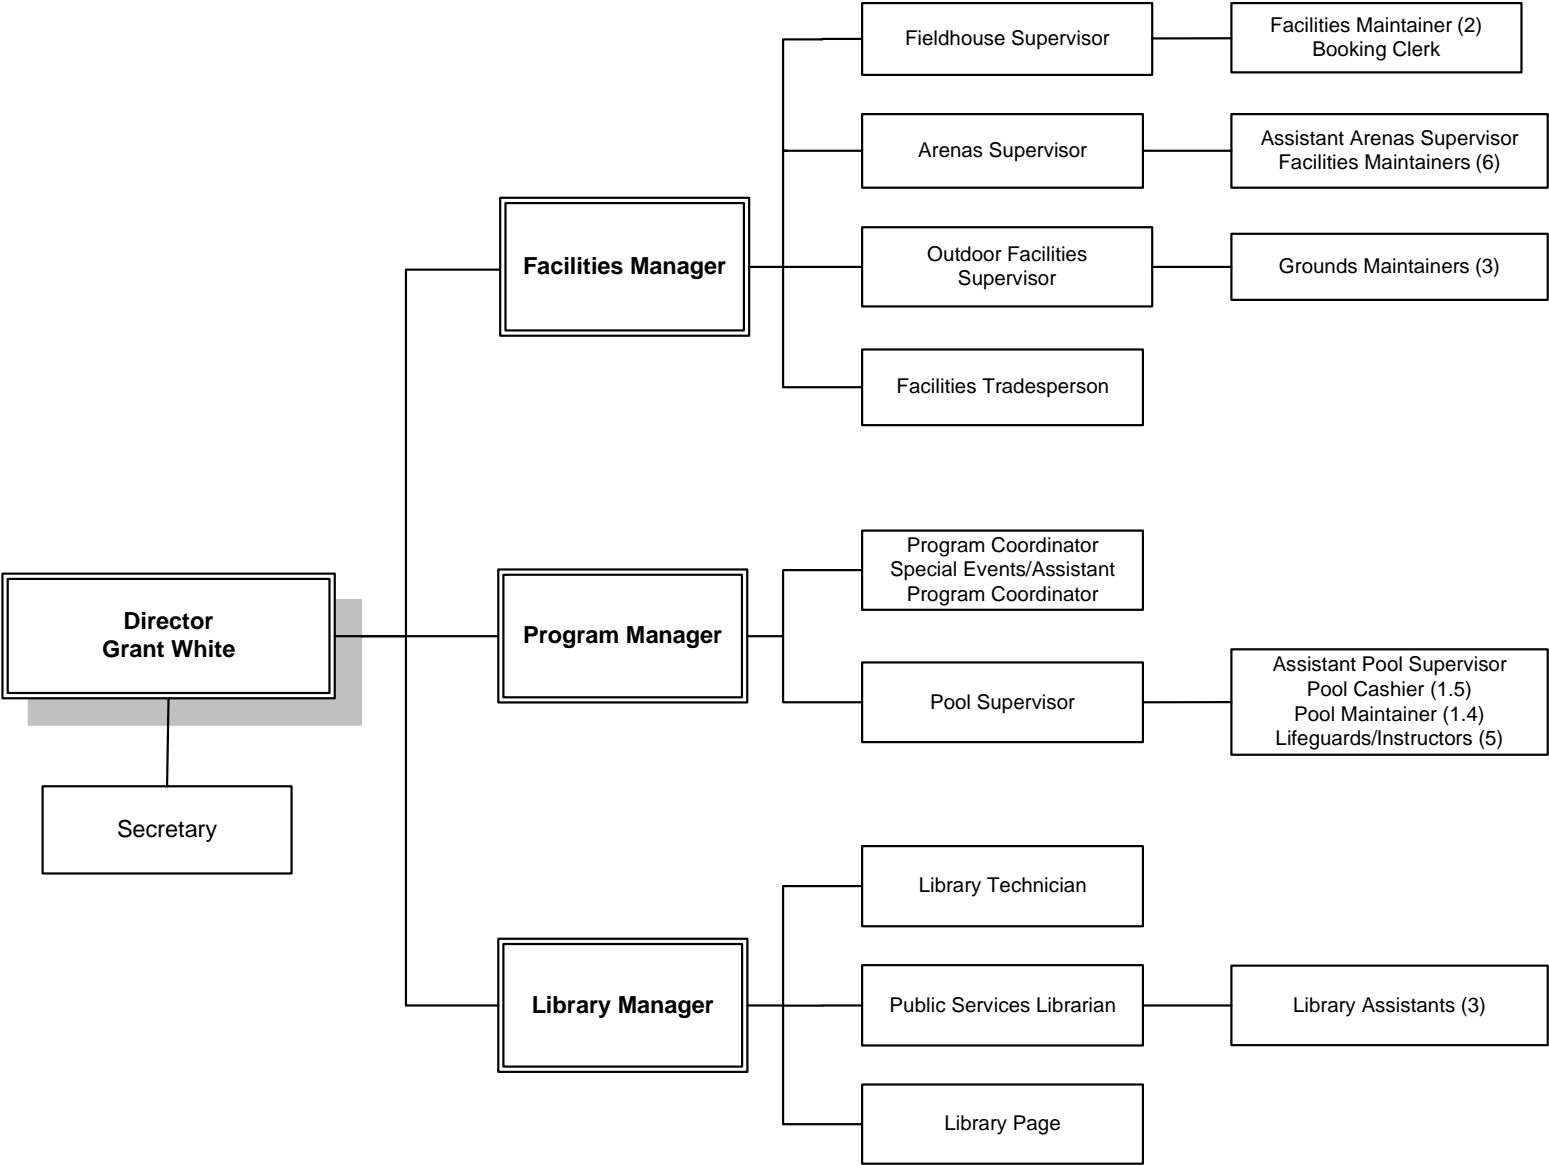 Fieldhouse Supervisor
Facilities Maintainer (2)
Booking Clerk
Arenas Supervisor
Assistant Arenas Supervisor
Facilities Maintainers (6)
Facilities Manager
Outdoor Facilities
Supervisor
Grounds Maintainers (3)
Facilities Tradesperson
Director
Grant White
Secretary
Program Manager
Program Coordinator
Special Events/Assistant
Program Coordinator
Pool Supervisor
Assistant Pool Supervisor
Pool Cashier (1.5)
Pool Maintainer (1.4)
Lifeguards/Instructors (5)
Library Manager
Library Technician
Public Services Librarian
Library Assistants (3)
Library Page